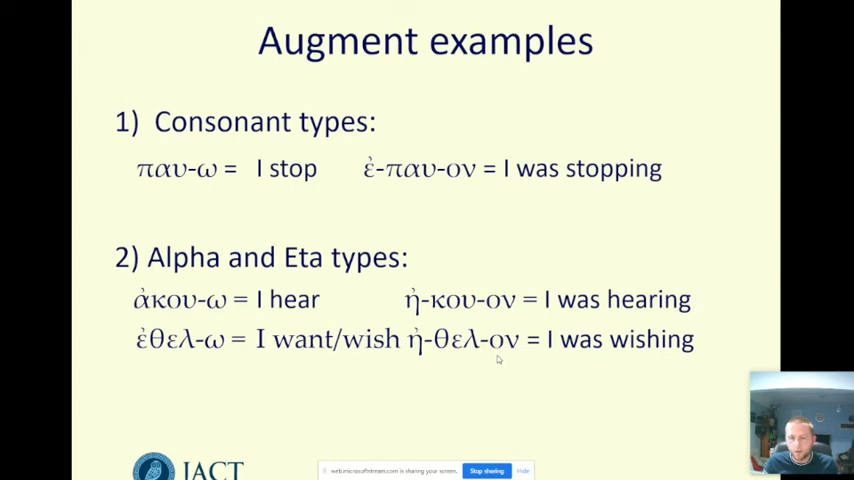 Augment examples
1) Consonant types:
παυ-ω = I stop ἐ-παυ-ον = I was stopping
2) Alpha and Eta types:
ἀκου-ω = I hear ἠ-κου-ον = I was hearing
ἐθελ-ω = I want/wish ἠ-θελ-ον = I was wishing
JACT
web.microsoftstream.com is sharing your screen. Stop sharing Hide